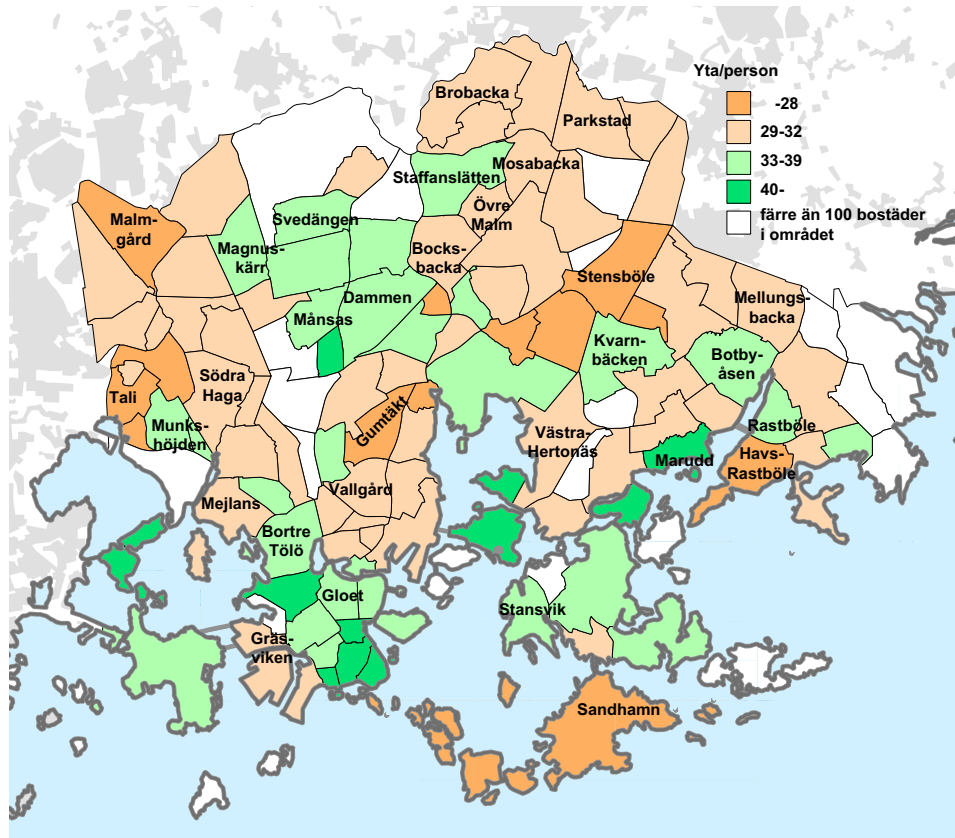 Yta/person
-28
29-32
33-39
40-
färre än 100 bostäder
i området
Brobacka
Parkstad
Mosabacka
Staffanslätten
Övre
Malm
Svedängen
Malm-
gård
Magnus-
kärr
Bocks-
backa
Stensböle
Dammen
Mellungs-
backa
Månsas
Kvarn-
bäcken
Botby-
åsen
Södra
Haga
Tali
Gumtäkt
Munks-
höjden
Västra-
Hertonäs
Rastböle
Marudd
Havs-
Rastböle
Vallgård
Mejlans
Bortre
Tölö
Gloet
Stansvik
Gräs-
viken
Sandhamn